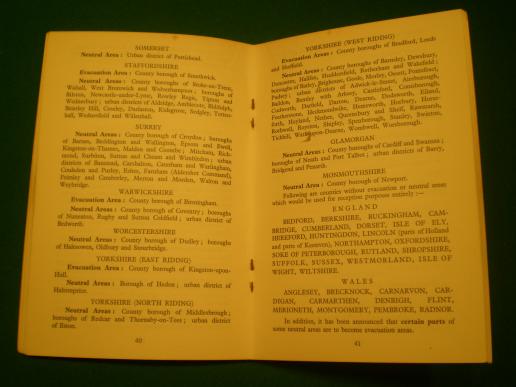 SOMERSET
Neutral Area : Urban district of Portishead.
STAFFORDSHIRE
Evacuation Area : County borough of Smethwick.
Neutral Areas : County boroughs of Stoke-on-Trent,
Walsall, West Bromwich and Wolverhampton ; boroughs of
Bilston, Newcastle-under-Lyme, Rowley Regis, Tipton and
Wednesbury ; urban districts of Aldridge, Amblecote, Biddulph,
Brierley Hill, Coseley, Darlaston, Kidsgrove, Sedgley, Tetten-
hall, Wednesfield and Willenhall.
SURREY
Neutral Areas : County borough of Croydon ; boroughs
of Barnes, Beddington and Wallington, Epsom and Ewell,
Kingston-on-Thames, Malden and Coombe ; Mitcham, Rich-
mond, Surbiton, Sutton and Cheam and Wimbledon ; urban
districts of Banstead, Carshalton, Caterham and Warlingham,
Coulsdon and Purley, Esher, Farnham (Aldershot Command),
Frimley and Camberley, Merton and Morden, Walton and
Weybridge.
WARWICKSHIRE
Evacuation Area : County borough of Birmingham.
Neutral Areas : County borough of Coventry ; boroughs
of Nuneaton, Rugby and Sutton Coldfield ; urban district of
Bedworth.
WORCESTERSHIRE
Neutral Areas : County borough of Dudley ; boroughs
of Halesowen, Oldbury and Stourbridge.
YORKSHIRE (EAST RIDING)
Evacuation Area : County borough of Kingston-upon-
Hull.
Neutral Areas : Borough of Hedon ; urban district of
Haltemprice.
YORKSHIRE (NORTH RIDING)
Neutral Areas : County borough of Middlesbrough ;
boroughs of Redcar and Thornaby-on-Tees ; urban district
of Eston.
40
YORKSHIRE (WEST RIDING)
Evacuation Areas : County boroughs of Bradford, Leeds
and Sheffield.
Neutral Areas : County boroughs of Barnsley, Dewsbury,
Doncaster, Halifax, Huddersfield, Rotherham and Wakefield ;
boroughs of Batley, Brighouse, Goole, Morley, Ossett, Pontefract,
Pudsey ; urban districts of Adwick-le-Street,
Baildon, Bentley with Arksey, Castleford, Conisborough,
Cudworth, Darfield, Darton, Dearne, Dodworth, Elland,
Featherstone, Heckmondwike, Hemsworth, Horbury, Hoyland,
Nether, Queensbury and Shelf, Rawmarsh,
Rothwell, Royston, Shipley, Spenborough, Stanley, Swinton,
Tickhill, Wath-upon-Dearne, Wombwell, Worsborough.
GLAMORGAN
Neutral Areas : County boroughs of Cardiff and Swansea ;
boroughs of Neath and Port Talbot ; urban districts of Barry,
Bridgend and Penarth.
MONMOUTHSHIRE
Neutral Area : County borough of Newport.
Following are counties without evacuation or neutral areas
which would be used for reception purposes entirely :—
ENGLAND
BEDFORD, BERKSHIRE, BUCKINGHAM, CAM-
BRIDGE, CUMBERLAND, DORSET, ISLE OF ELY,
HEREFORD, HUNTINGDON, LINCOLN (parts of Holland
and parts of Kesteven), NORTHAMPTON, OXFORDSHIRE,
SOKE OF PETERBOROUGH, RUTLAND, SHROPSHIRE,
SUFFOLK, SUSSEX, WESTMORLAND, ISLE OF
WIGHT, WILTSHIRE.
WALES
ANGLESEY, BRECKNOCK, CARNARVON, CAR-
DIGAN, CARMARTHEN, DENBIGH, FLINT,
MERIONETH, MONTGOMERY, PEMBROKE, RADNOR.
In addition, it has been announced that certain parts of
some neutral areas are to become evacuation areas.
41